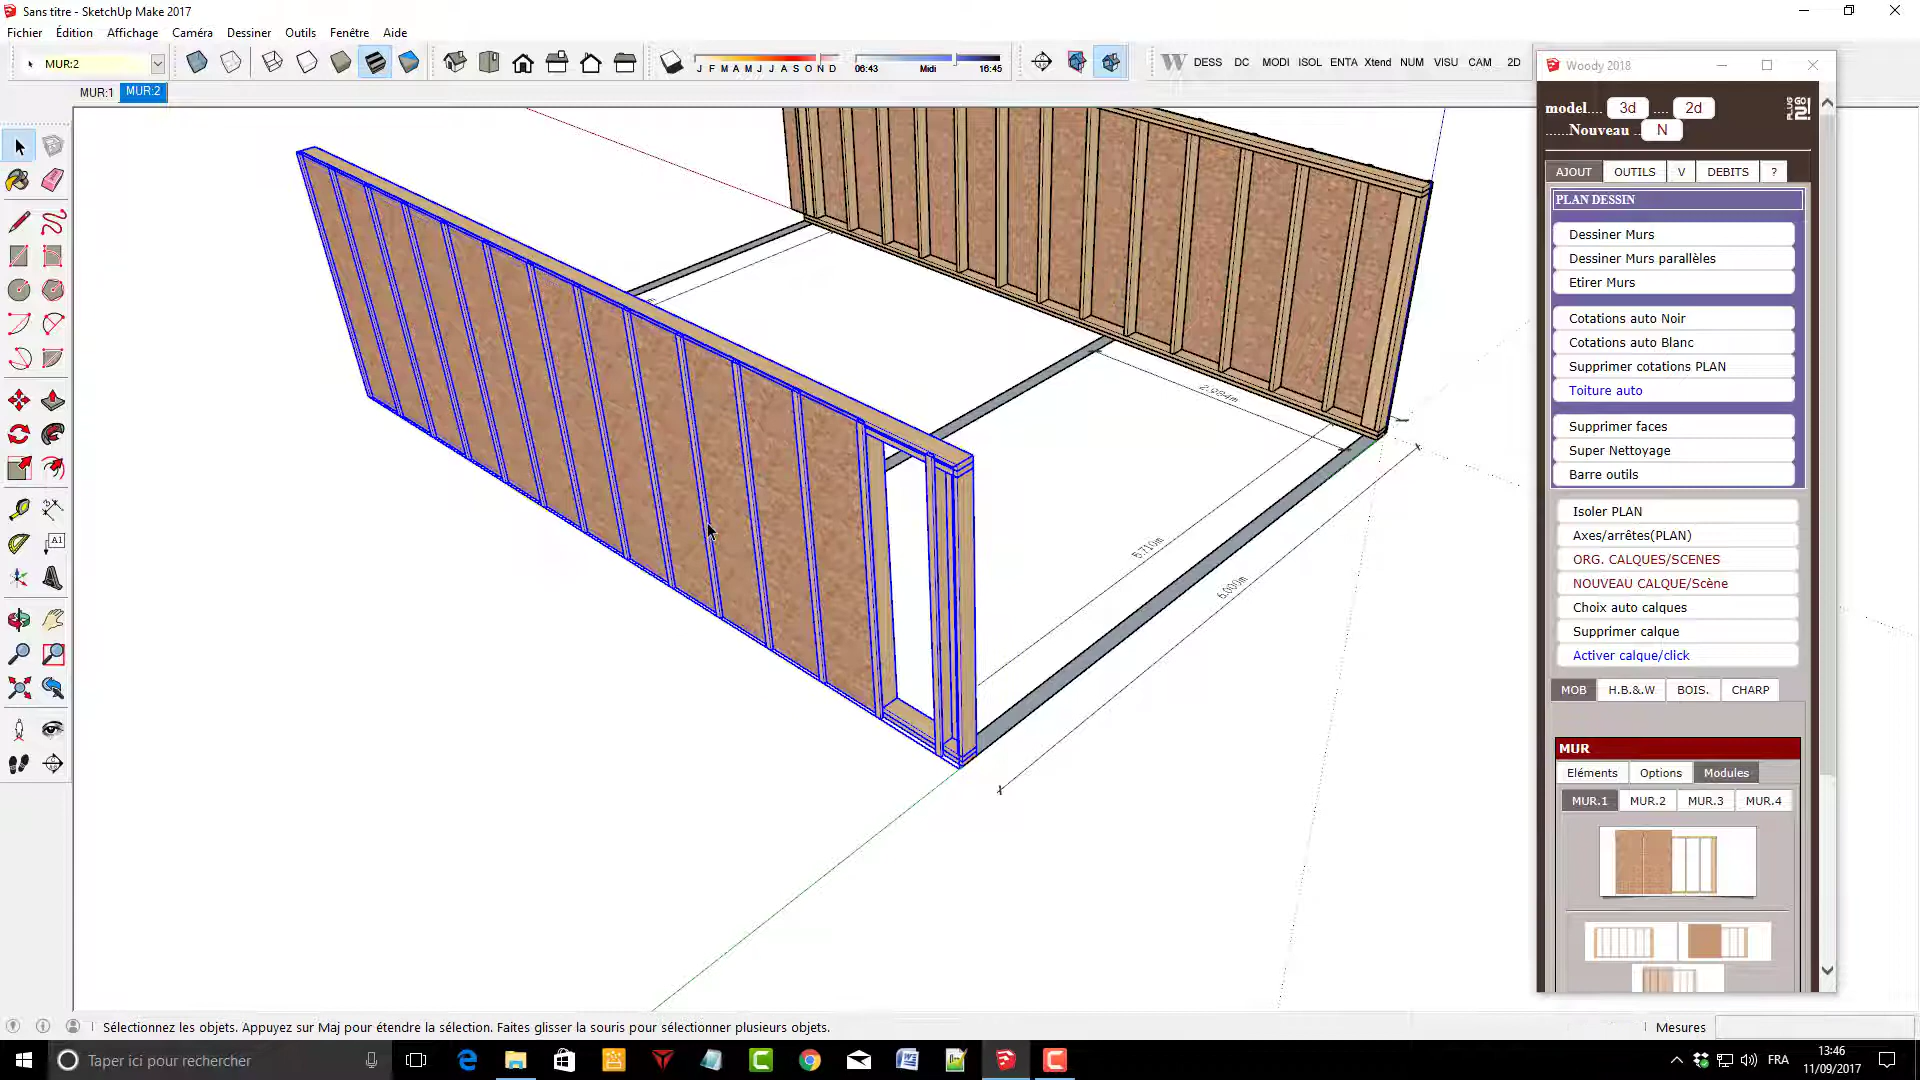 Sans titre - SketchUp Make 2017
Fichier Édition Affichage Caméra Dessiner Outils Fenêtre Aide
MUR:2
J F M A M J J A S O N D
06:43 Midi 16:45
DESS DC MODI ISOL ENTA Xtend NUM VISU CAM 2D
MUR:1 MUR:2
Woody 2018
model.... 3d .... 2d
......Nouveau .. N
PLUG GO IN!
AJOUT OUTILS V DEBITS ?
PLAN DESSIN
Dessiner Murs
Dessiner Murs parallèles
Etirer Murs
Cotations auto Noir
Cotations auto Blanc
Supprimer cotations PLAN
Toiture auto
Supprimer faces
Super Nettoyage
Barre outils
Isoler PLAN
Axes/arrêtes(PLAN)
ORG. CALQUES/SCENES
NOUVEAU CALQUE/Scène
Choix auto calques
Supprimer calque
Activer calque/click
MOB H.B.&.W BOIS. CHARP
MUR
Eléments Options Modules
MUR.1 MUR.2 MUR.3 MUR.4
A1
5.710m
6.000m
Sélectionnez les objets. Appuyez sur Maj pour étendre la sélection. Faites glisser la souris pour sélectionner plusieurs objets.
Mesures
Taper ici pour rechercher
FRA
13:46
11/09/2017